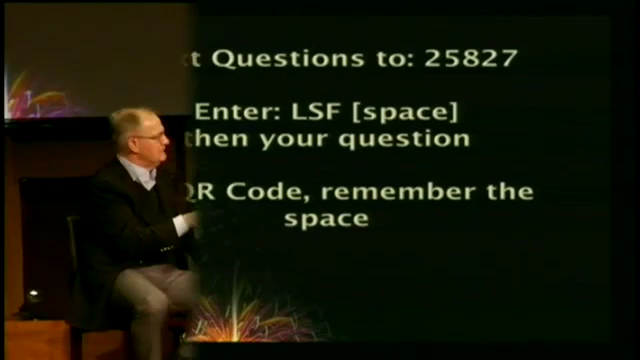 Questions to: 25827
Enter: LSF [space]
then your question
QR Code, remember the
space